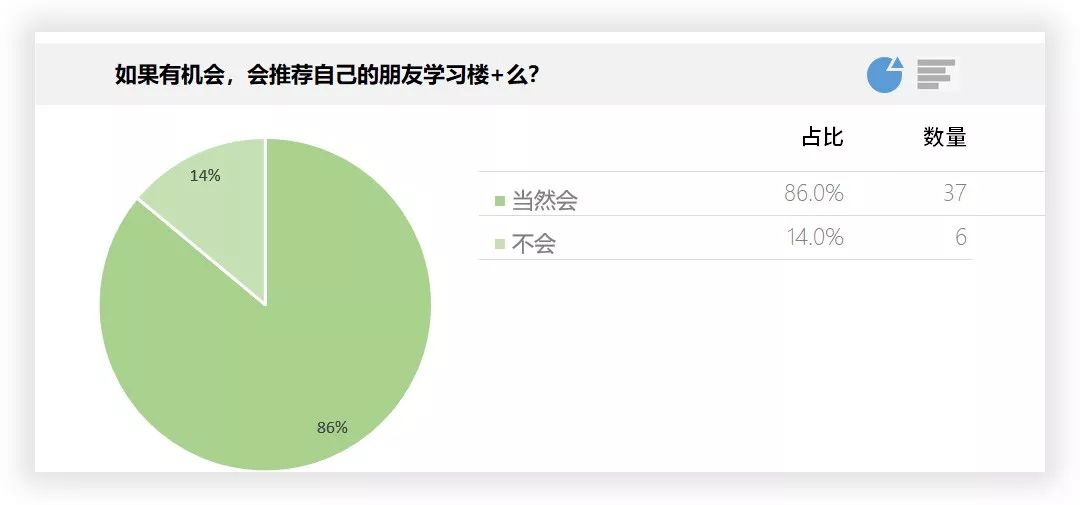 如果有机会，会推荐自己的朋友学习楼+么?
占比 数量
14%
当然会 86.0% 37
不会 14.0% 6
86%